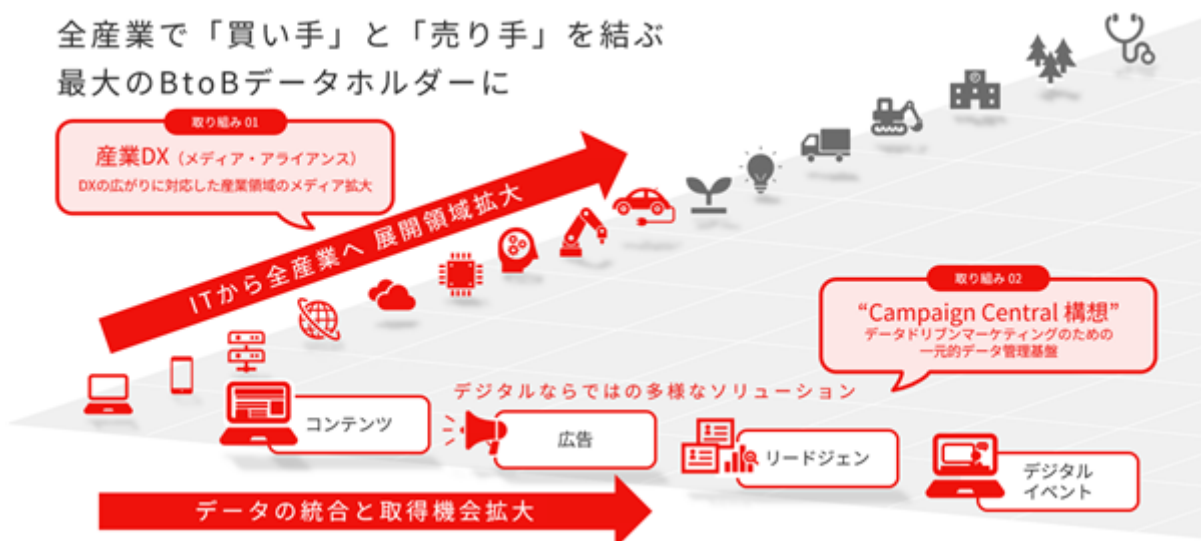 全産業で「買い手」と「売り手」を結ぶ
最大のBtoBデータホルダーに
取り組み 01
産業DX（メディア・アライアンス）
DXの広がりに対応した産業領域のメディア拡大
ITから全産業へ 展開領域拡大
取り組み 02
“Campaign Central 構想”
データドリブンマーケティングのための
一元的データ管理基盤
デジタルならではの多様なソリューション
コンテンツ
広告
リードジェン
デジタル
イベント
データの統合と取得機会拡大